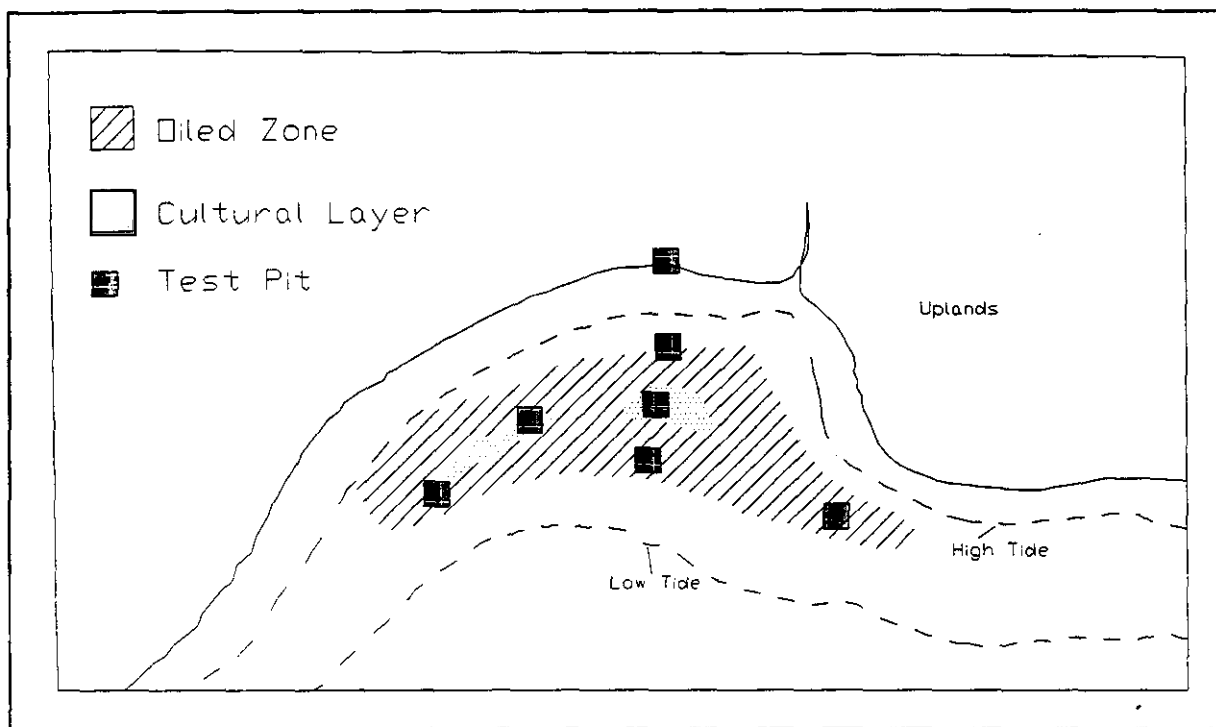 Oiled Zone
Cultural Layer
Test Pit
Uplands
High Tide
Low Tide